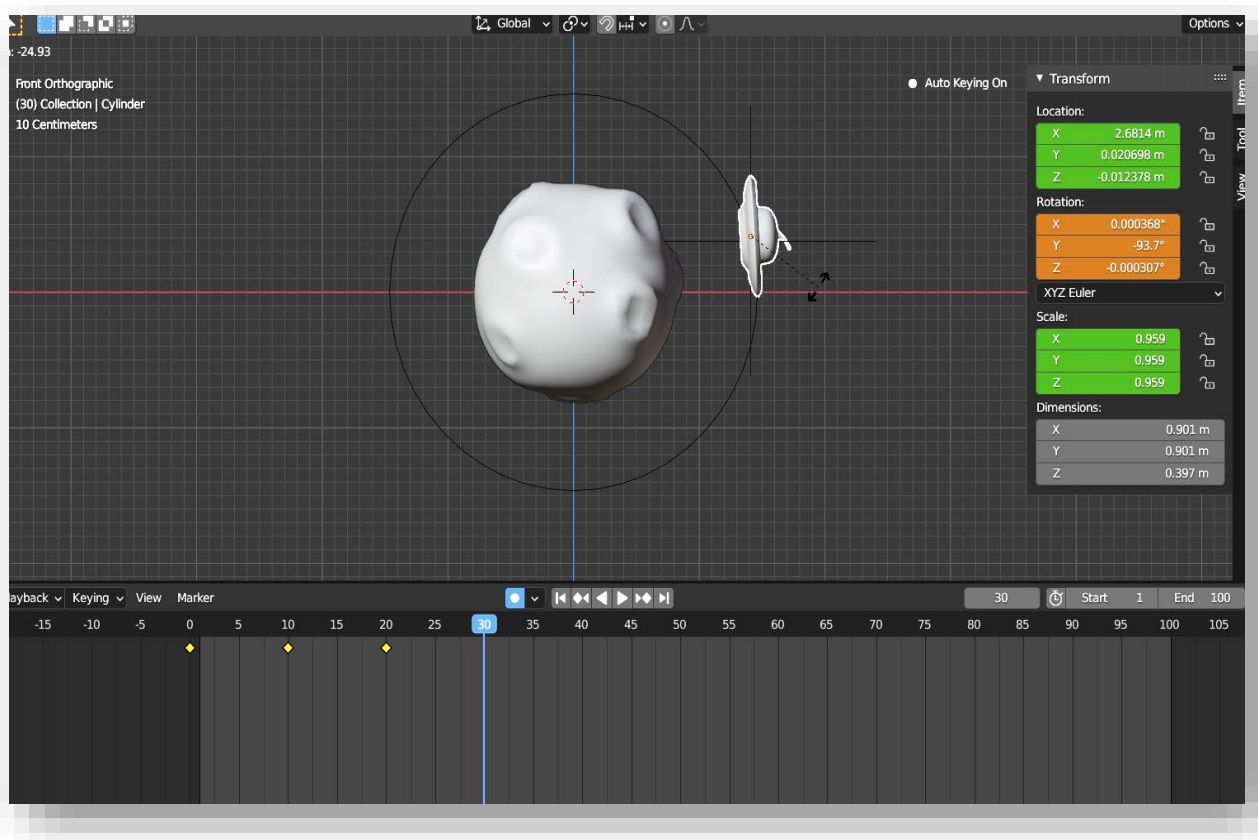 Global
Options
: -24.93
Front Orthographic
(30) Collection | Cylinder
10 Centimeters
Auto Keying On
Transform
Location:
X 2.6814 m
Y 0.020698 m
Z -0.012378 m
Rotation:
X 0.000368°
Y -93.7°
Z -0.000307°
XYZ Euler
Scale:
X 0.959
Y 0.959
Z 0.959
Dimensions:
X 0.901 m
Y 0.901 m
Z 0.397 m
Item
Tool
View
layback Keying View Marker 30 Start 1 End 100
-15 -10 -5 0 5 10 15 20 25 30 35 40 45 50 55 60 65 70 75 80 85 90 95 100 105